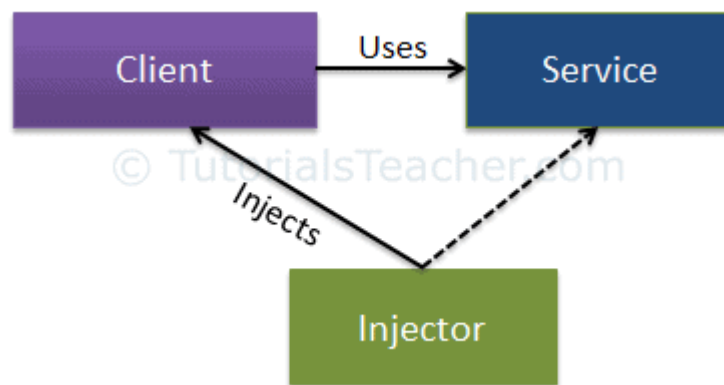 Client
Uses
Service
© TutorialsTeacher.com
Injects
Injector